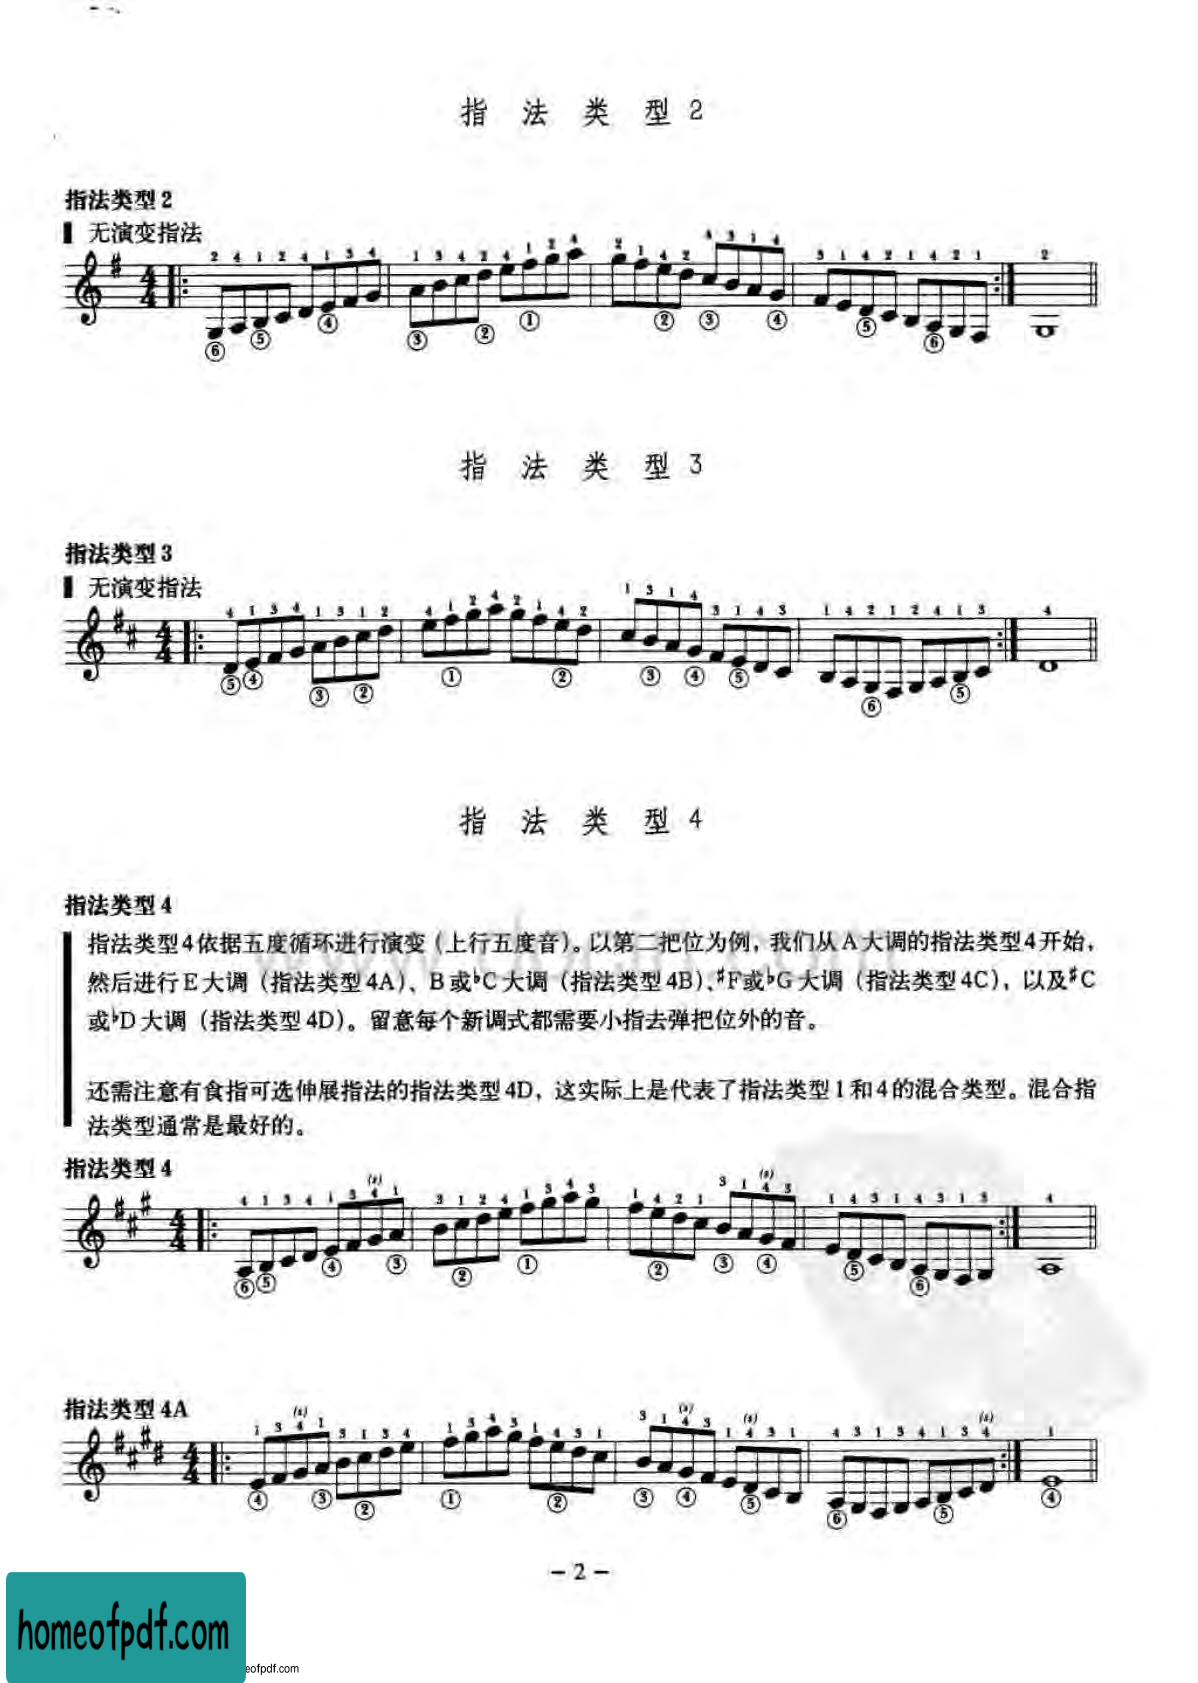 指 法 类 型 2
指法类型 2
无演变指法
2 4 1 2 4 1 3 4 1 3 4 2 4 1 2 4 2 1 4 2 4 3 1 4 3 1 4 2 1 4 2 1 2
4 4
⑥ ⑤ ④ ③ ② ① ② ③ ④ ⑤ ⑥
指 法 类 型 3
指法类型 3
无演变指法
4 1 3 4 1 3 1 2 4 1 2 4 2 1 4 2 1 3 1 4 3 1 4 3 1 4 2 1 2 4 1 3 4
4 4
⑤ ④ ③ ② ① ② ③ ④ ⑤ ⑥ ⑤
指 法 类 型 4
指法类型 4
指法类型 4 依据五度循环进行演变（上行五度音）。以第二把位为例，我们从 A 大调的指法类型 4 开始，
然后进行 E 大调（指法类型 4A）、B 或♭C 大调（指法类型 4B）、♯F 或♭G 大调（指法类型 4C），以及♯C
或♭D 大调（指法类型 4D）。留意每个新调式都需要小指去弹把位外的音。
还需注意有食指可选伸展指法的指法类型 4D，这实际上是代表了指法类型 1 和 4 的混合类型。混合指
法类型通常是最好的。
指法类型 4
(s) (s)
4 1 3 4 1 3 4 1 3 1 2 4 1 3 4 3 1 4 2 1 3 1 4 3 1 4 3 1 4 3 1 3 4
4 4
⑥ ⑤ ④ ③ ② ① ② ③ ④ ⑤ ⑥
指法类型 4A
(s) (s) (s) (s)
1 3 4 1 3 1 3 4 1 3 4 3 1 4 3 1 3 1 4 3 1 4 3 1 4 3 1 3 4 1 3 4 1
4 4
④ ③ ② ① ② ③ ④ ⑤ ⑥ ⑤ ④
– 2 –
homeofpdf.com
eofpdf.com